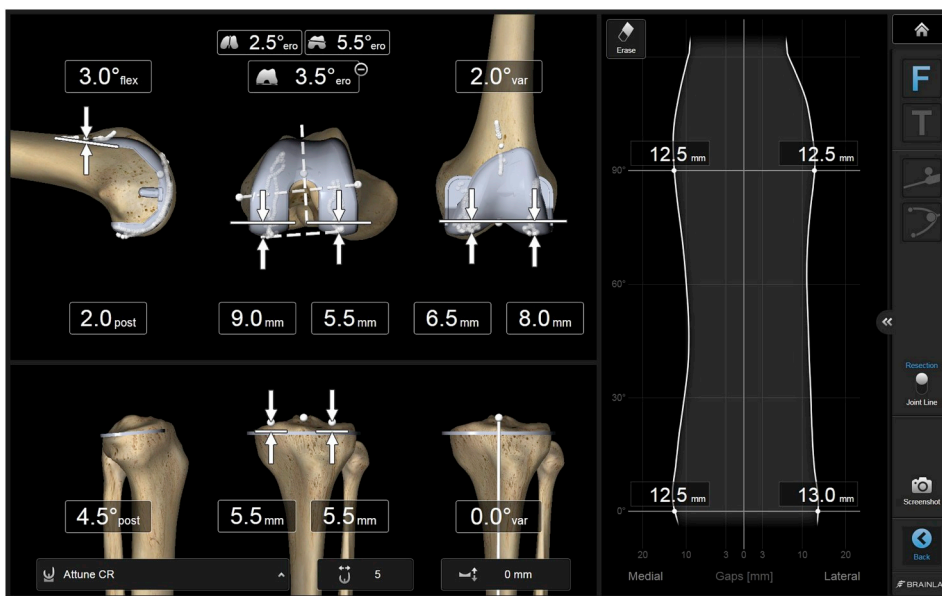 2.5° ero
5.5° ero
Erase
3.0° flex
3.5° ero
2.0° var
F
T
12.5 mm
12.5 mm
90°
60°
2.0 post
9.0 mm
5.5 mm
6.5 mm
8.0 mm
Resection
Joint Line
30°
12.5 mm
13.0 mm
Screenshot
4.5° post
5.5 mm
5.5 mm
0.0° var
0°
Back
20 10 3 0 3 10 20
Attune CR
5
0 mm
Medial
Gaps [mm]
Lateral
BRAINLA